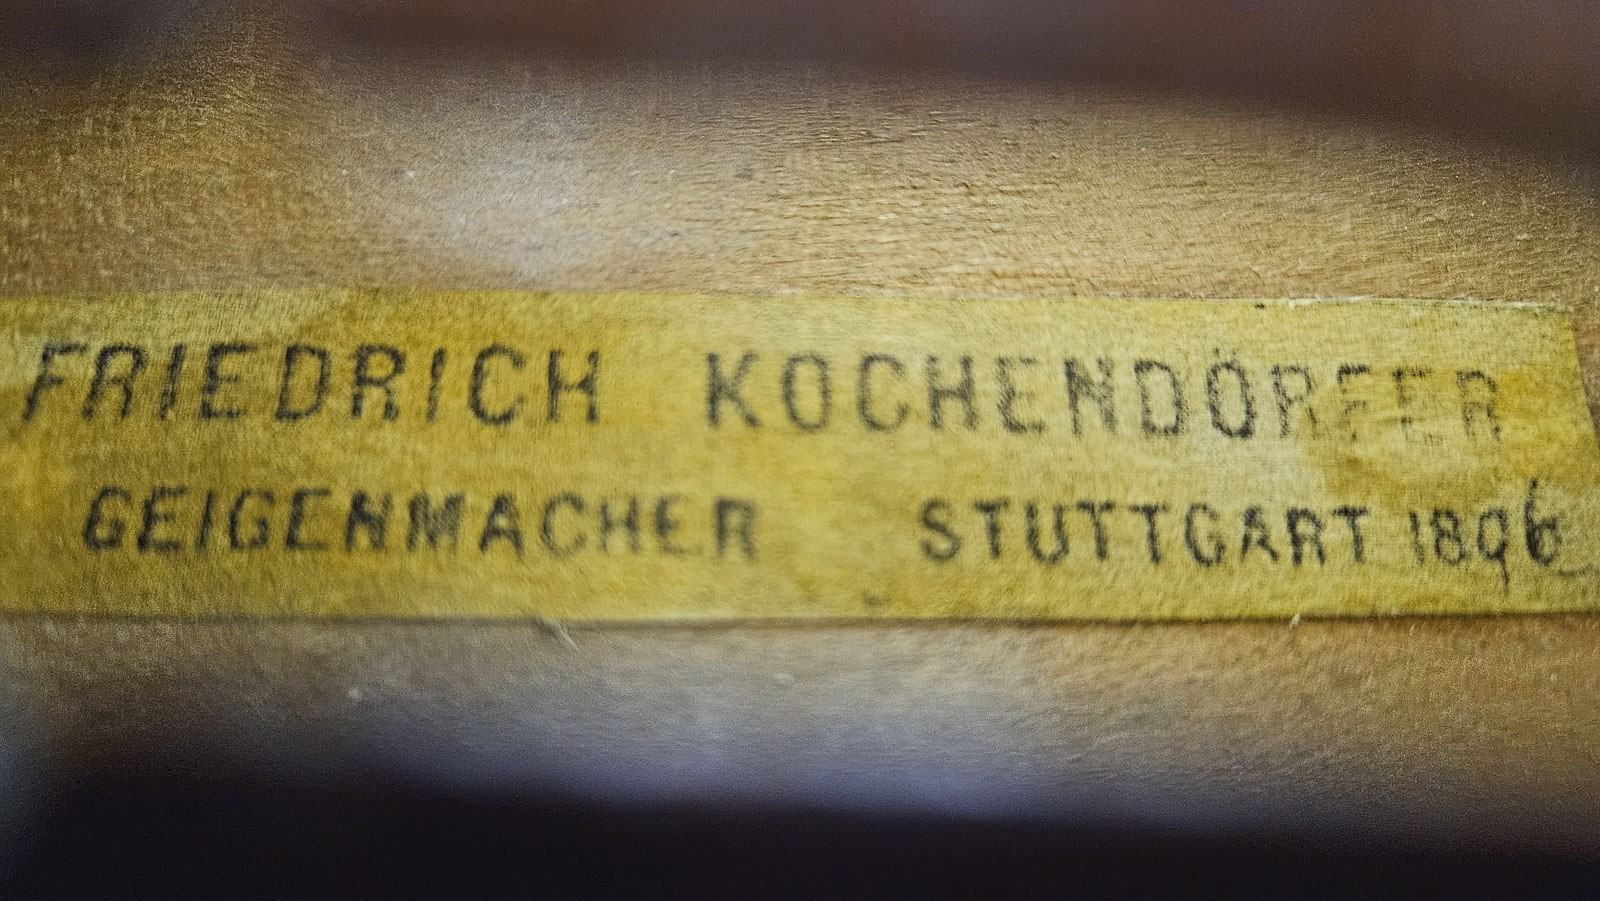 FRIEDRICH KOCHENDÖRFER
GEIGENMACHER STUTTGART 1896